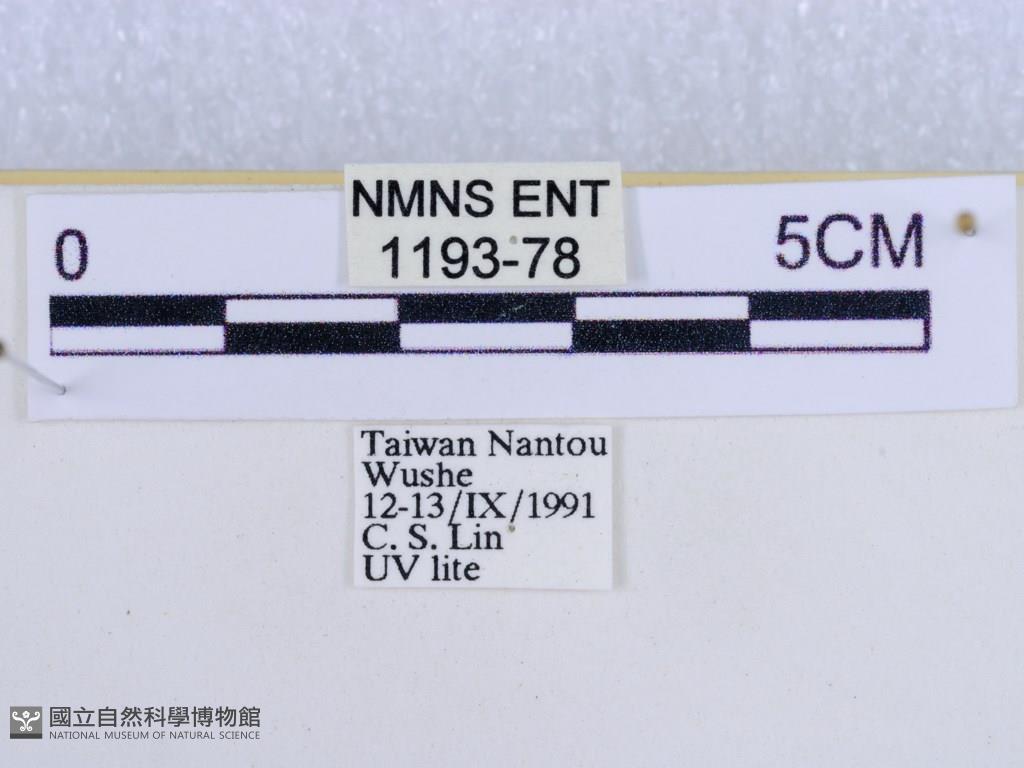 NMNS ENT
1193-78
0
5CM
Taiwan Nantou
Wushe
12-13/IX/1991
C. S. Lin
UV lite
國立自然科學博物館
NATIONAL MUSEUM OF NATURAL SCIENCE